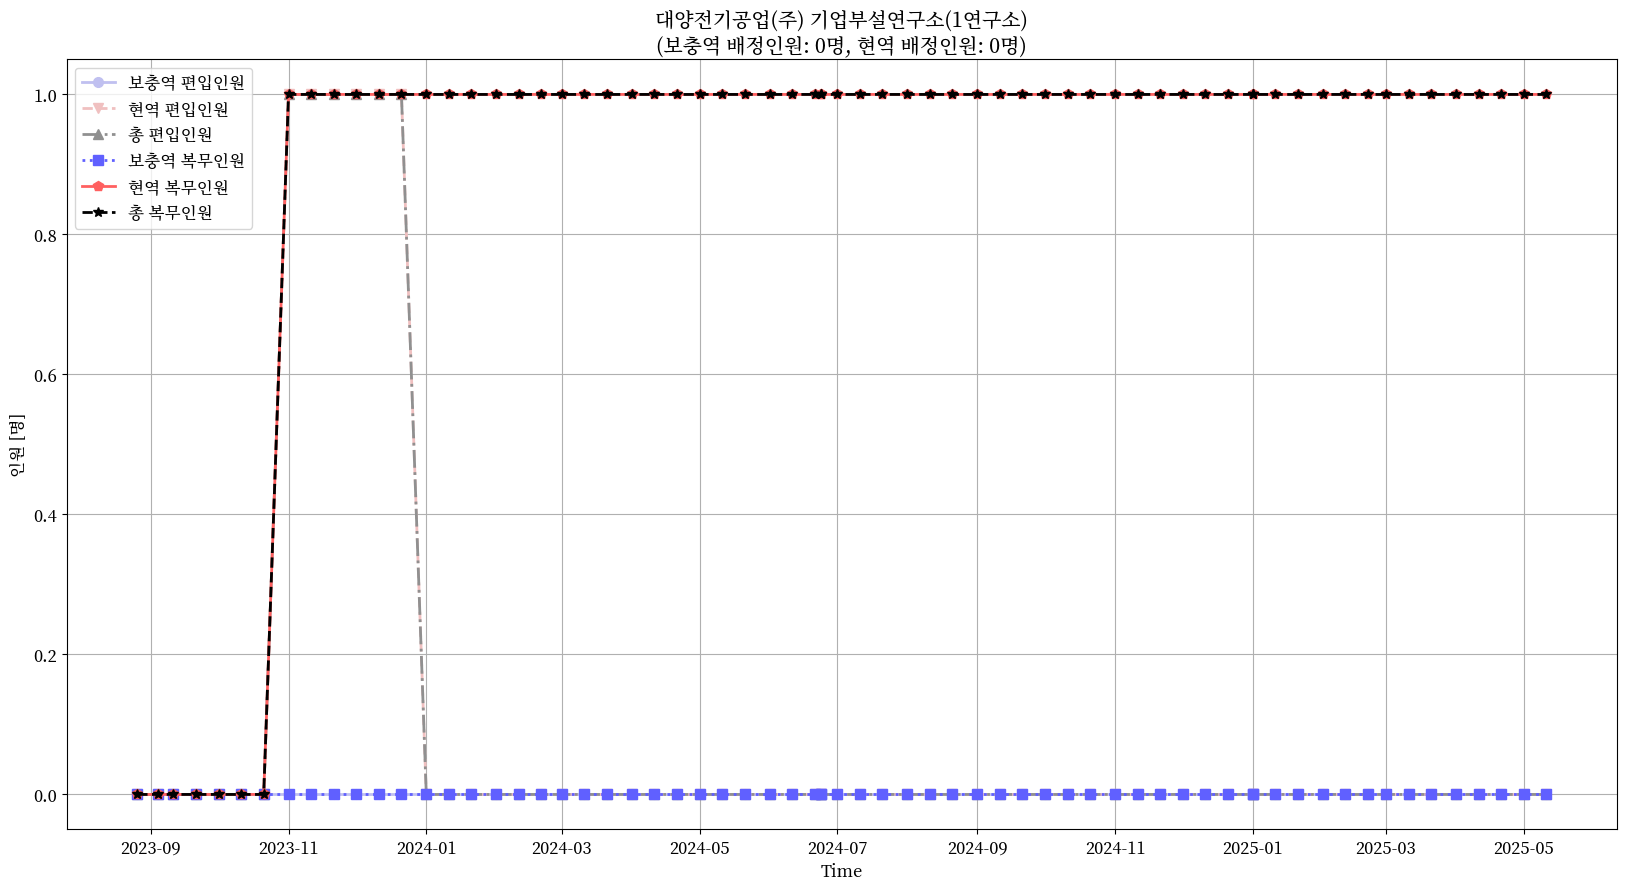 대양전기공업(주) 기업부설연구소(1연구소)
(보충역 배정인원: 0명, 현역 배정인원: 0명)
보충역 편입인원
현역 편입인원
총 편입인원
보충역 복무인원
현역 복무인원
총 복무인원
1.0
0.8
0.6
0.4
0.2
0.0
인원 [명]
2023-09 2023-11 2024-01 2024-03 2024-05 2024-07 2024-09 2024-11 2025-01 2025-03 2025-05
Time